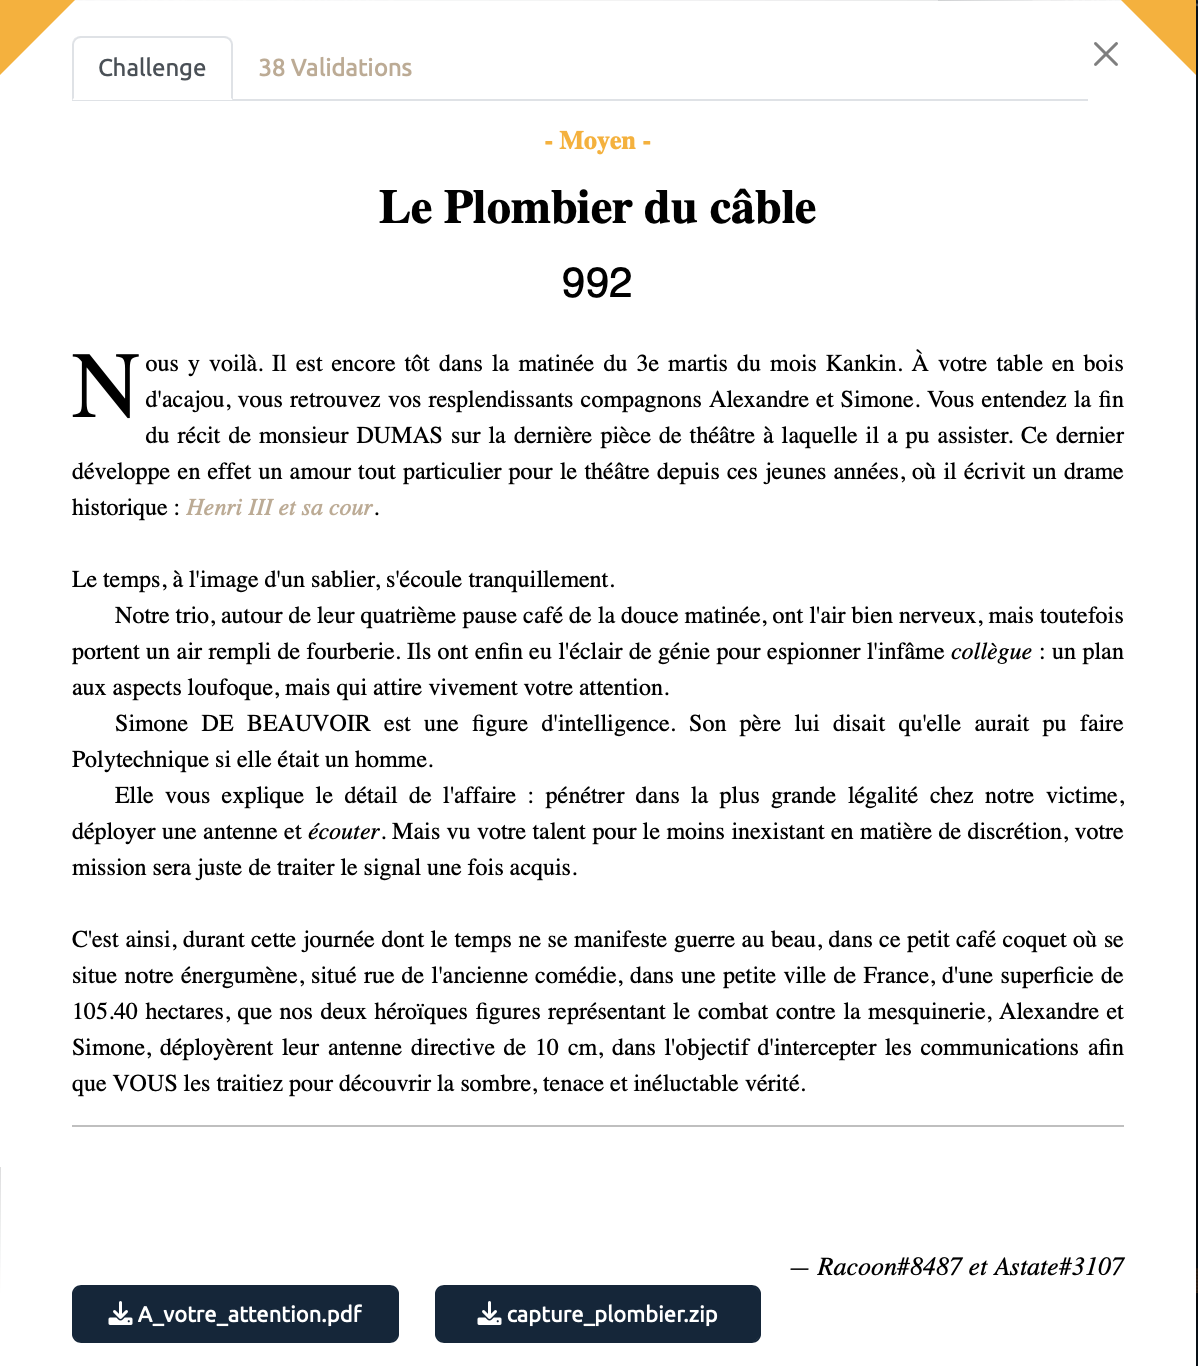 Challenge
38 Validations
- Moyen -
Le Plombier du câble
992
Nous y voilà. Il est encore tôt dans la matinée du 3e martis du mois Kankin. À votre table en bois
d'acajou, vous retrouvez vos resplendissants compagnons Alexandre et Simone. Vous entendez la fin
du récit de monsieur DUMAS sur la dernière pièce de théâtre à laquelle il a pu assister. Ce dernier
développe en effet un amour tout particulier pour le théâtre depuis ces jeunes années, où il écrivit un drame
historique : Henri III et sa cour.
Le temps, à l'image d'un sablier, s'écoule tranquillement.
Notre trio, autour de leur quatrième pause café de la douce matinée, ont l'air bien nerveux, mais toutefois
portent un air rempli de fourberie. Ils ont enfin eu l'éclair de génie pour espionner l'infâme collègue : un plan
aux aspects loufoque, mais qui attire vivement votre attention.
Simone DE BEAUVOIR est une figure d'intelligence. Son père lui disait qu'elle aurait pu faire
Polytechnique si elle était un homme.
Elle vous explique le détail de l'affaire : pénétrer dans la plus grande légalité chez notre victime,
déployer une antenne et écouter. Mais vu votre talent pour le moins inexistant en matière de discrétion, votre
mission sera juste de traiter le signal une fois acquis.
C'est ainsi, durant cette journée dont le temps ne se manifeste guerre au beau, dans ce petit café coquet où se
situe notre énergumène, situé rue de l'ancienne comédie, dans une petite ville de France, d'une superficie de
105.40 hectares, que nos deux héroïques figures représentant le combat contre la mesquinerie, Alexandre et
Simone, déployèrent leur antenne directive de 10 cm, dans l'objectif d'intercepter les communications afin
que VOUS les traitiez pour découvrir la sombre, tenace et inéluctable vérité.
— Racoon#8487 et Astate#3107
A_votre_attention.pdf
capture_plombier.zip